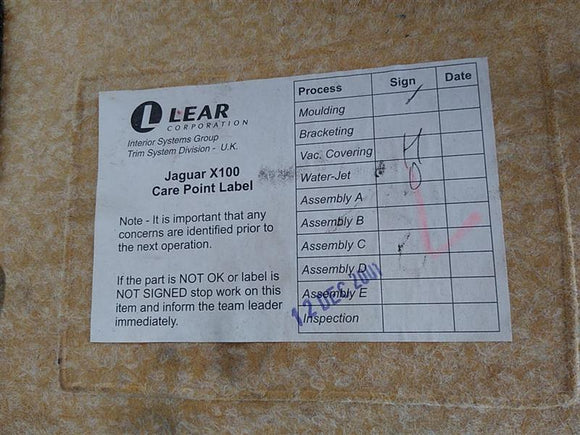 LEAR
CORPORATION
Interior Systems Group
Trim System Division - U.K.
Jaguar X100
Care Point Label
Note - It is important that any
concerns are identified prior to
the next operation.
If the part is NOT OK or label is
NOT SIGNED stop work on this
item and inform the team leader
immediately.
Process Sign Date
Moulding
Bracketing
Vac. Covering
Water-Jet
Assembly A
Assembly B
Assembly C
Assembly D
Assembly E
Inspection
12 DEC 2001